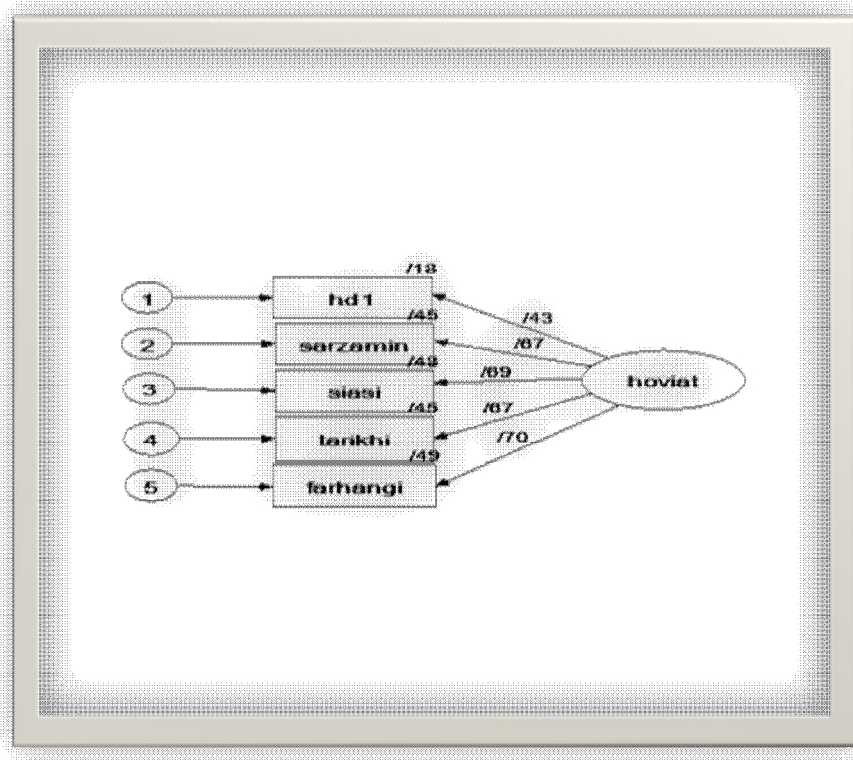 /18
1
hd1
/43
/45
2
sarzamin
/67
/48
3
siasi
/69
hoviat
/45
4
tarikhi
/67
/49
5
farhangi
/70